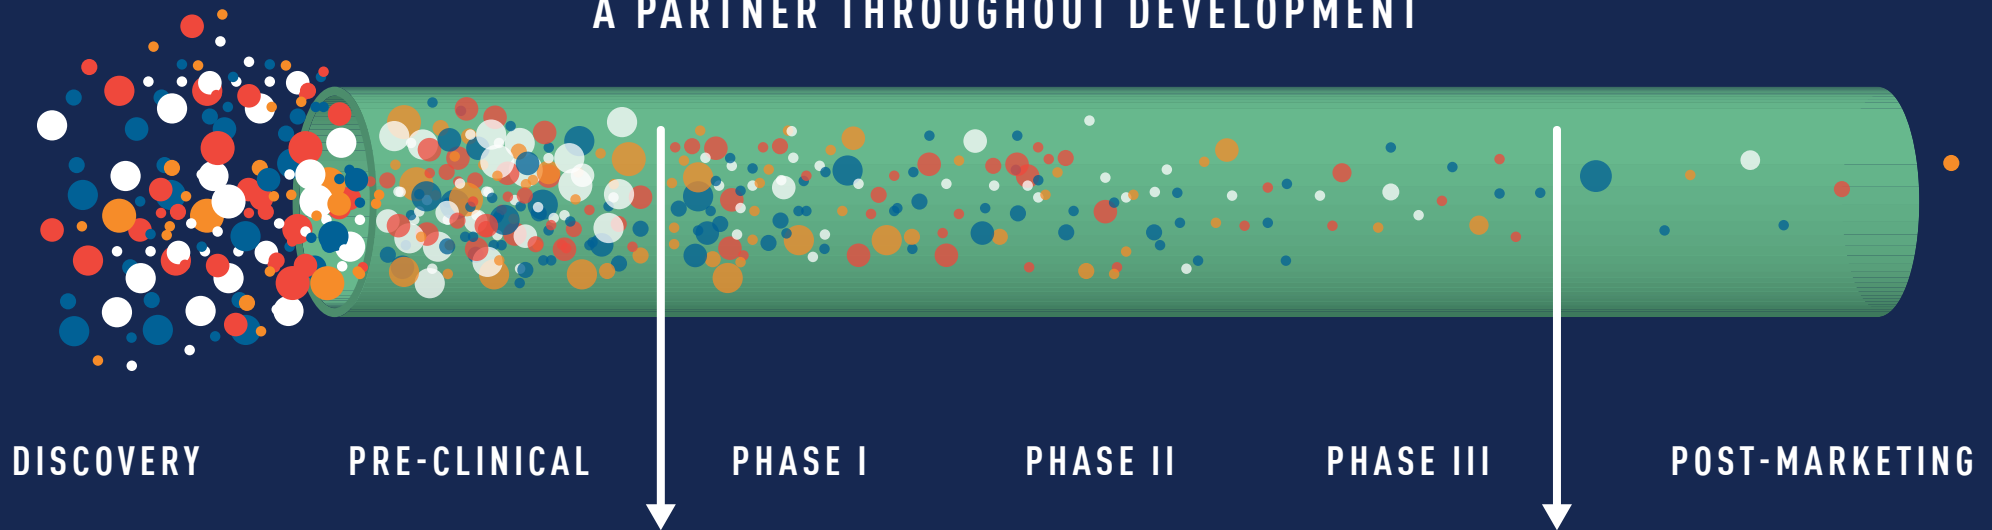 A PARTNER THROUGHOUT DEVELOPMENT
DISCOVERY
PRE-CLINICAL
PHASE I
PHASE II
PHASE III
POST-MARKETING